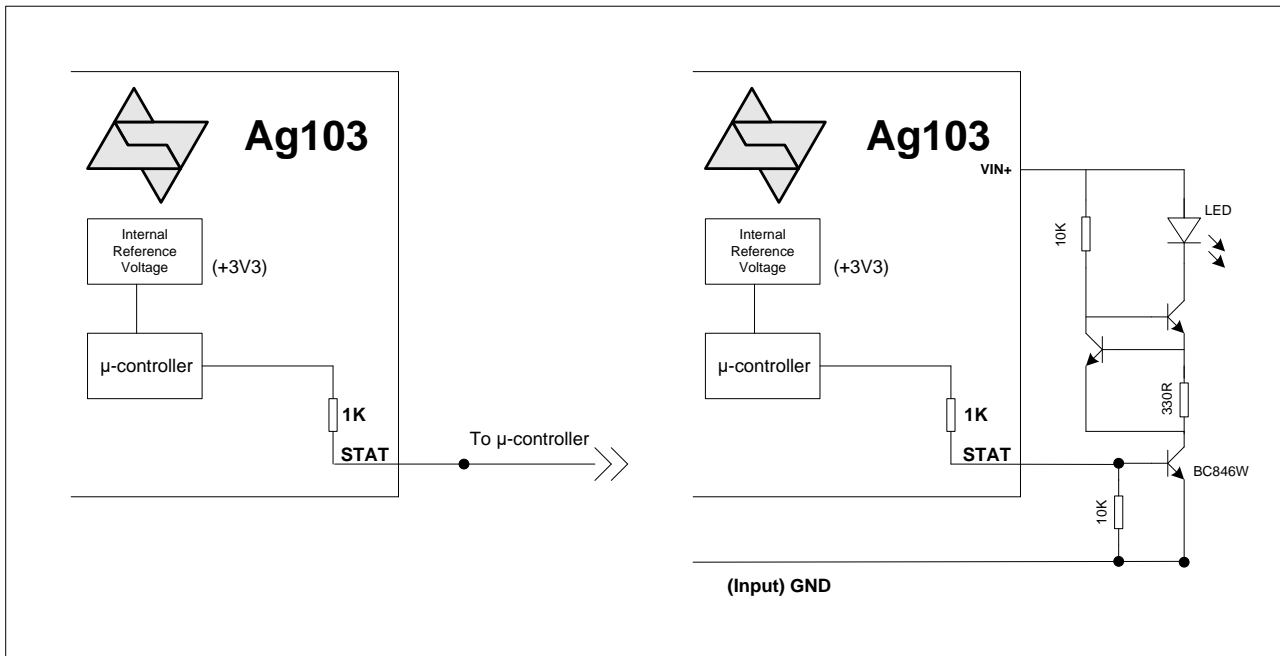 Ag103
Internal
Reference
Voltage
(+3V3)
µ-controller
1K
STAT
To µ-controller
Ag103
VIN+
Internal
Reference
Voltage
(+3V3)
µ-controller
1K
STAT
10K
LED
330R
BC846W
10K
(Input) GND